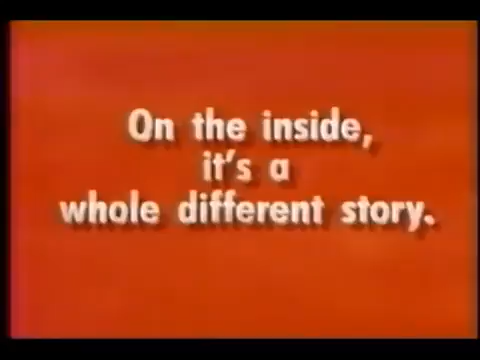 On the inside,
it's a
whole different story.